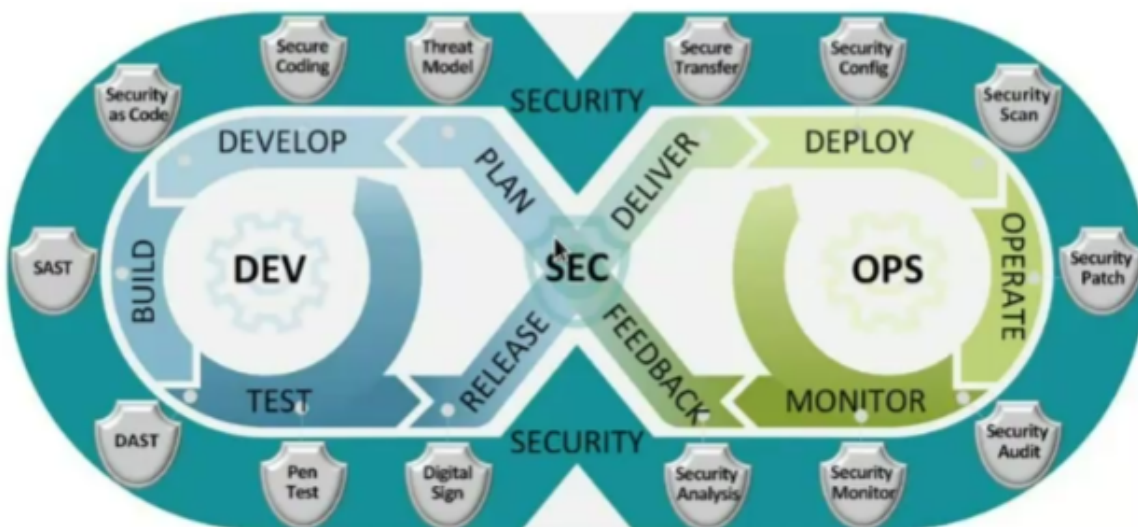 Secure
Coding
Threat
Model
Secure
Transfer
Security
Config
Security
as Code
SECURITY
Security
Scan
DEVELOP
PLAN
DELIVER
DEPLOY
SAST
BUILD
DEV
SEC
OPS
OPERATE
Security
Patch
TEST
RELEASE
FEEDBACK
MONITOR
DAST
SECURITY
Security
Audit
Pen
Test
Digital
Sign
Security
Analysis
Security
Monitor